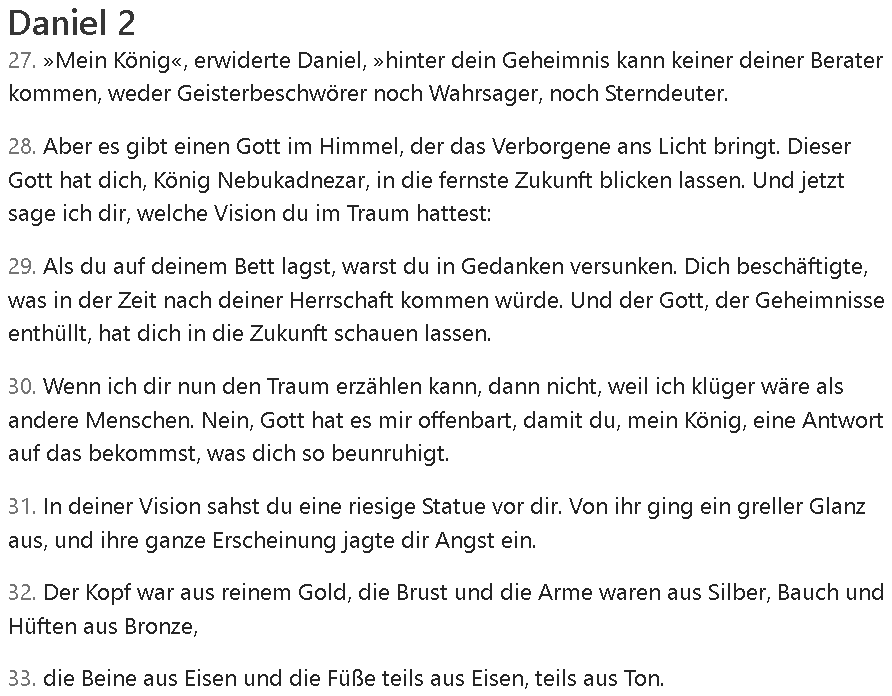 Daniel 2
27. »Mein König«, erwiderte Daniel, »hinter dein Geheimnis kann keiner deiner Berater
kommen, weder Geisterbeschwörer noch Wahrsager, noch Sterndeuter.
28. Aber es gibt einen Gott im Himmel, der das Verborgene ans Licht bringt. Dieser
Gott hat dich, König Nebukadnezar, in die fernste Zukunft blicken lassen. Und jetzt
sage ich dir, welche Vision du im Traum hattest:
29. Als du auf deinem Bett lagst, warst du in Gedanken versunken. Dich beschäftigte,
was in der Zeit nach deiner Herrschaft kommen würde. Und der Gott, der Geheimnisse
enthüllt, hat dich in die Zukunft schauen lassen.
30. Wenn ich dir nun den Traum erzählen kann, dann nicht, weil ich klüger wäre als
andere Menschen. Nein, Gott hat es mir offenbart, damit du, mein König, eine Antwort
auf das bekommst, was dich so beunruhigt.
31. In deiner Vision sahst du eine riesige Statue vor dir. Von ihr ging ein greller Glanz
aus, und ihre ganze Erscheinung jagte dir Angst ein.
32. Der Kopf war aus reinem Gold, die Brust und die Arme waren aus Silber, Bauch und
Hüften aus Bronze,
33. die Beine aus Eisen und die Füße teils aus Eisen, teils aus Ton.